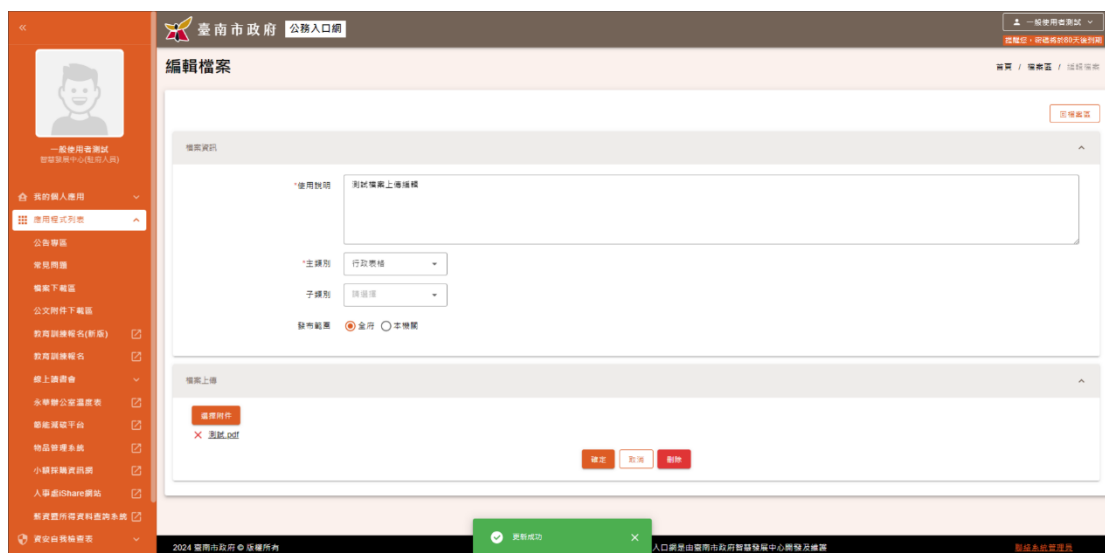 «
臺南市政府 公務入口網
一般使用者測試
提醒您，密碼將於80天後到期
編輯檔案
首頁 / 檔案區 / 編輯檔案
回檔案區
一般使用者測試
智慧發展中心(駐府人員)
我的個人應用
應用程式列表
公告專區
常見問題
檔案下載區
公文附件下載區
教育訓練報名(新版)
教育訓練報名
線上讀書會
永華辦公室溫度表
節能減碳平台
物品管理系統
小額採購資訊網
人事處iShare網站
薪資暨所得資料查詢系統
資安自我檢查表
檔案資訊
*使用說明 測試檔案上傳編輯
*主類別 行政表格
子類別 請選擇
發布範圍 全府 本機關
檔案上傳
選擇附件
測試.pdf
確定 取消 刪除
更新成功
2024 臺南市政府 © 版權所有
人口網是由臺南市政府智慧發展中心開發及維護
聯絡系統管理員